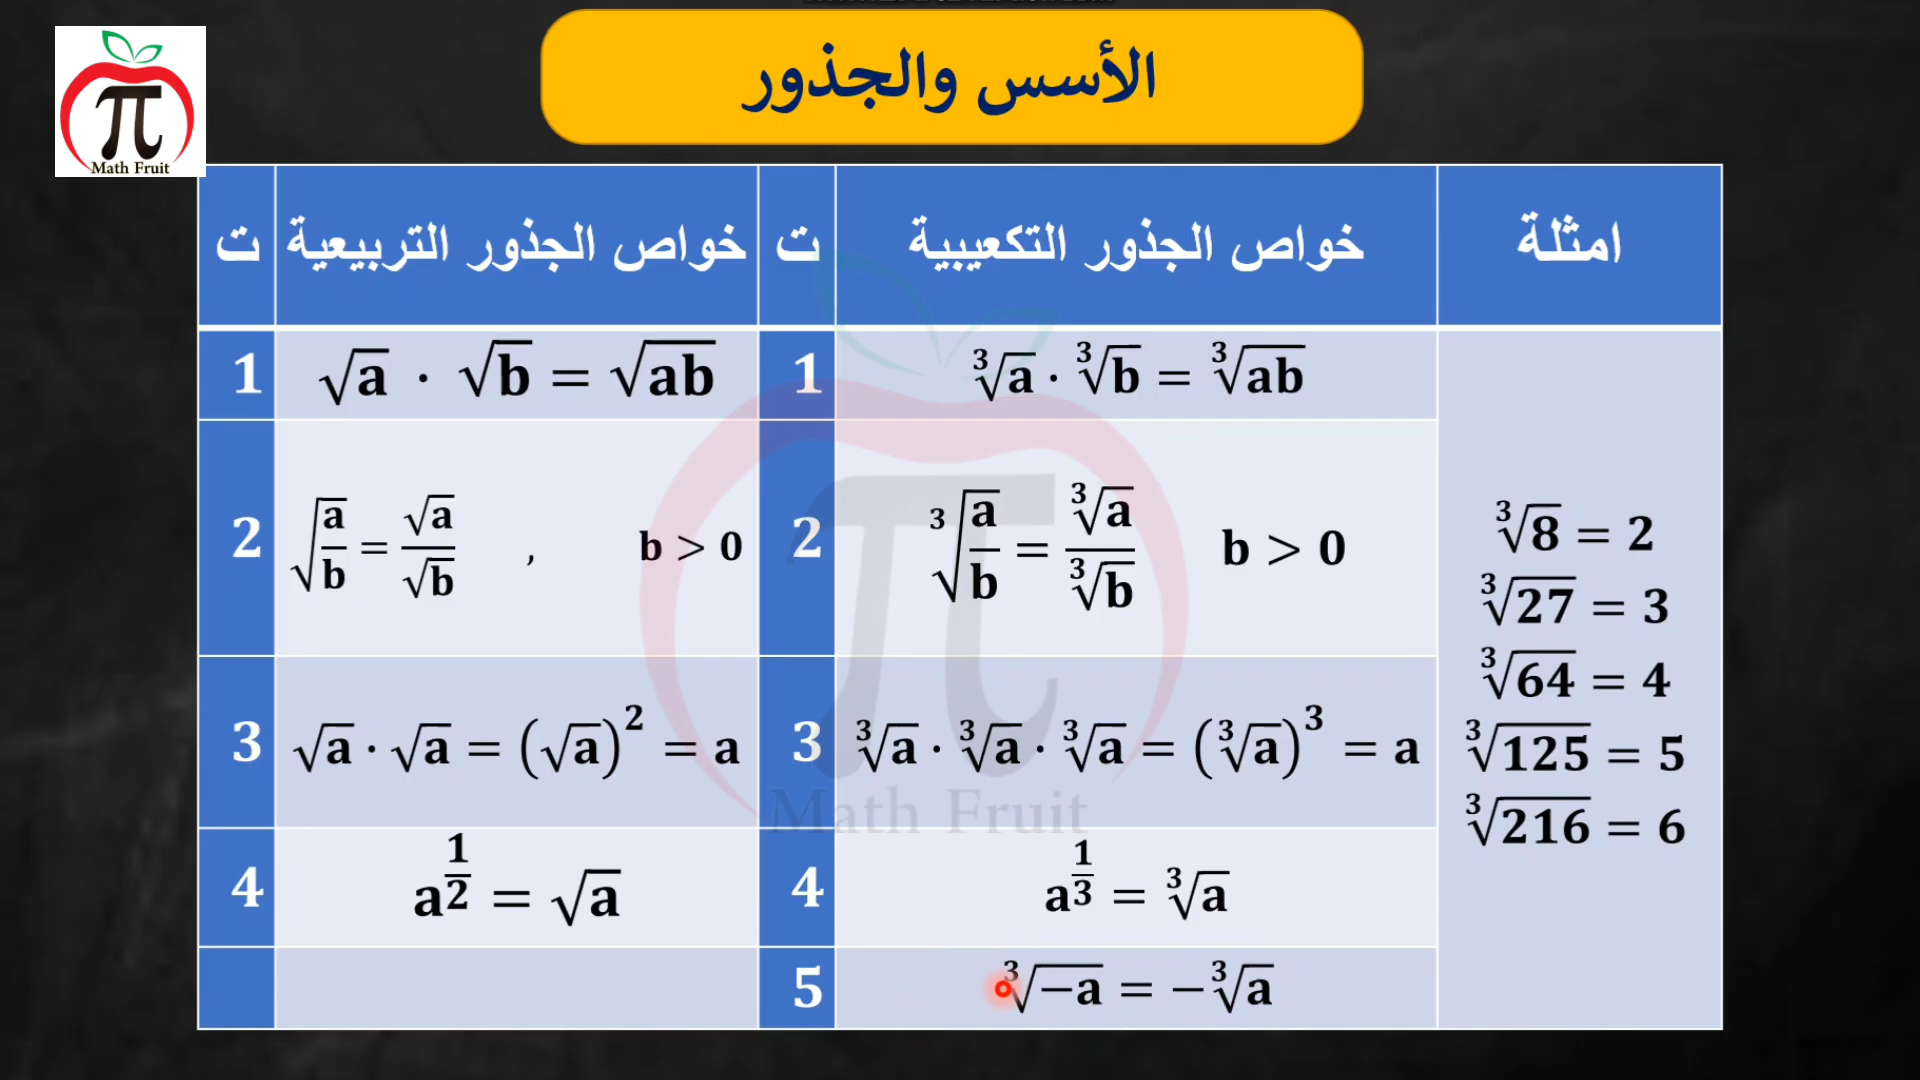 الأسس والجذور
Math Fruit
ت خواص الجذور التربيعية ت خواص الجذور التكعيبية امثلة
1 √a · √b = √ab 1 ∛a · ∛b = ∛ab
2 √(a/b) = √a/√b , b > 0 2 ∛(a/b) = ∛a/∛b b > 0
3 √a · √a = (√a)² = a 3 ∛a · ∛a · ∛a = (∛a)³ = a
4 a^(1/2) = √a 4 a^(1/3) = ∛a
5 ∛−a = −∛a
∛8 = 2
∛27 = 3
∛64 = 4
∛125 = 5
∛216 = 6
Math Fruit